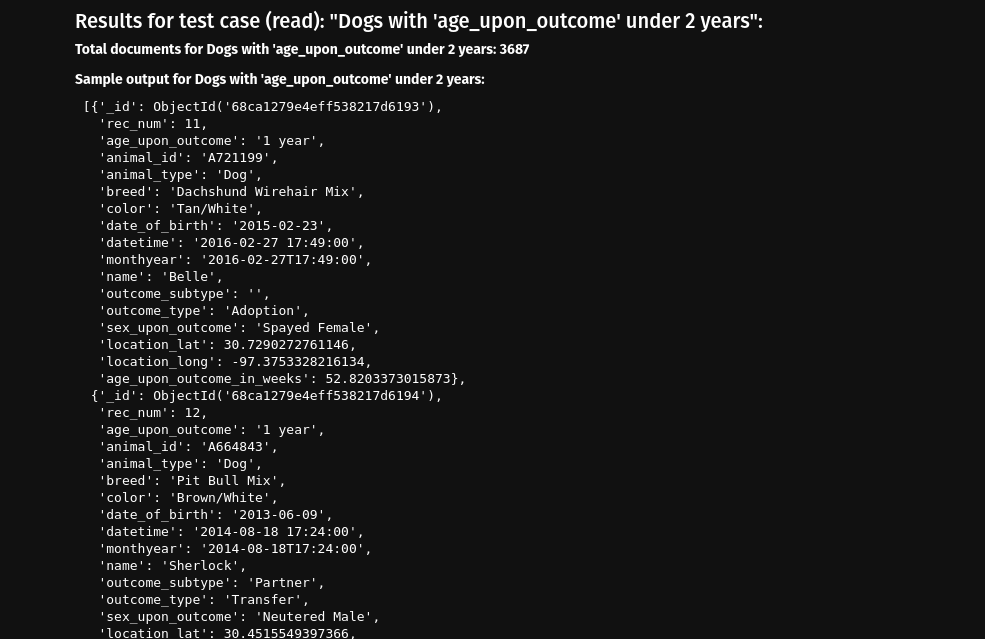 Results for test case (read): "Dogs with 'age_upon_outcome' under 2 years":
Total documents for Dogs with 'age_upon_outcome' under 2 years: 3687
Sample output for Dogs with 'age_upon_outcome' under 2 years:
[{'_id': ObjectId('68ca1279e4eff538217d6193'),
'rec_num': 11,
'age_upon_outcome': '1 year',
'animal_id': 'A721199',
'animal_type': 'Dog',
'breed': 'Dachshund Wirehair Mix',
'color': 'Tan/White',
'date_of_birth': '2015-02-23',
'datetime': '2016-02-27 17:49:00',
'monthyear': '2016-02-27T17:49:00',
'name': 'Belle',
'outcome_subtype': '',
'outcome_type': 'Adoption',
'sex_upon_outcome': 'Spayed Female',
'location_lat': 30.7290272761146,
'location_long': -97.3753328216134,
'age_upon_outcome_in_weeks': 52.8203373015873},
{'_id': ObjectId('68ca1279e4eff538217d6194'),
'rec_num': 12,
'age_upon_outcome': '1 year',
'animal_id': 'A664843',
'animal_type': 'Dog',
'breed': 'Pit Bull Mix',
'color': 'Brown/White',
'date_of_birth': '2013-06-09',
'datetime': '2014-08-18 17:24:00',
'monthyear': '2014-08-18T17:24:00',
'name': 'Sherlock',
'outcome_subtype': 'Partner',
'outcome_type': 'Transfer',
'sex_upon_outcome': 'Neutered Male',
'location_lat': 30.4515549397366,